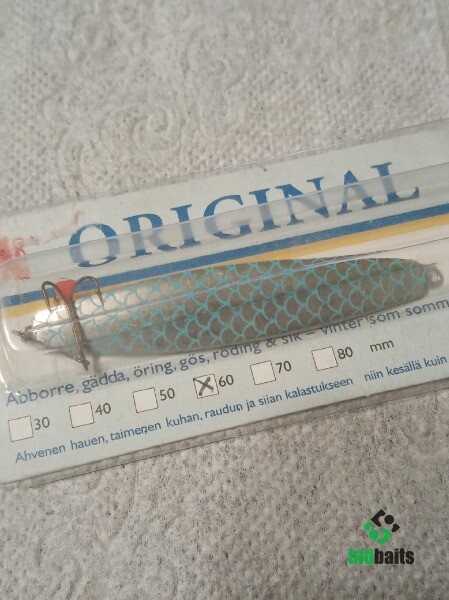 ORIGINAL
Abborre, gädda, öring, gös, röding & sik - vinter som somm
30 40 50 60 70 80 mm
Ahvenen hauen, taimenen kuhan, raudun ja siian kalastukseen niin kesällä kuin
bidbaits